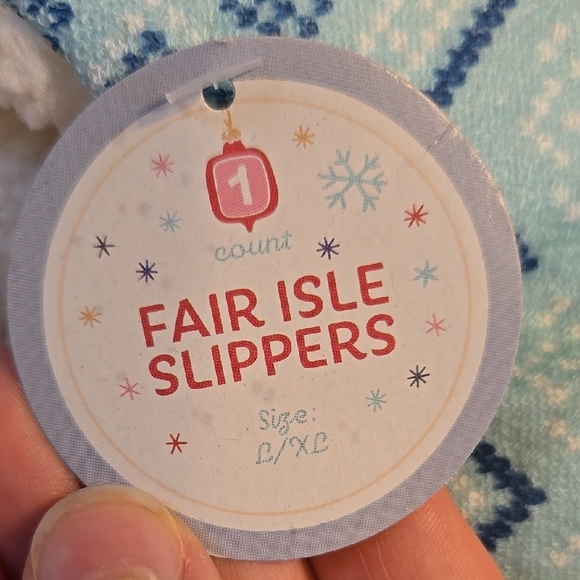 1
count
FAIR ISLE
SLIPPERS
Size:
L/XL